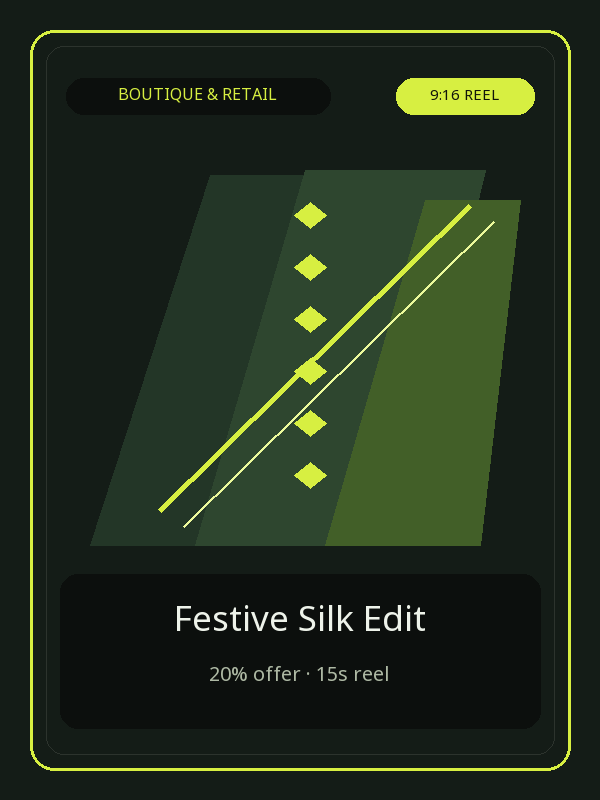 BOUTIQUE & RETAIL
9:16 REEL
Festive Silk Edit
20% offer · 15s reel